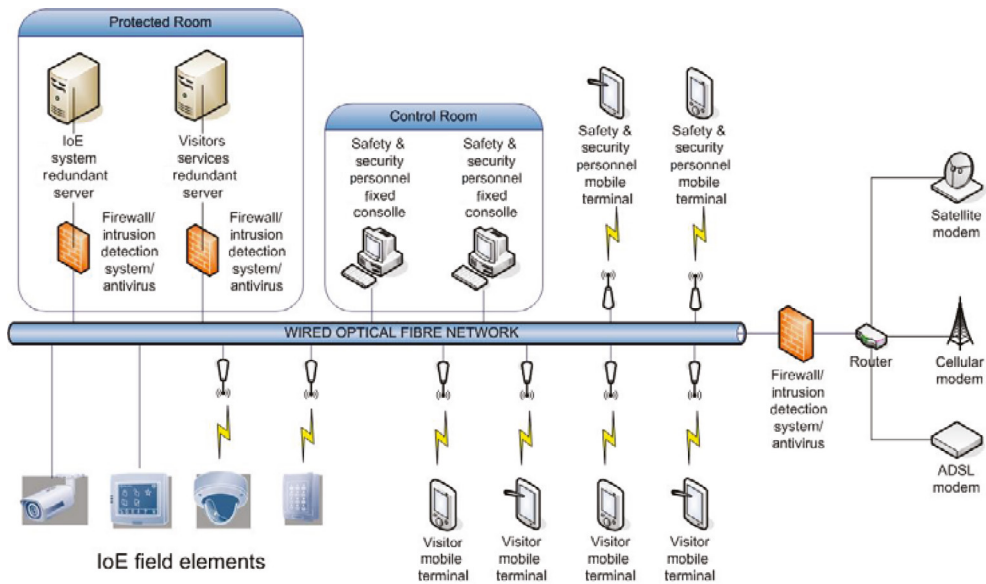 Protected Room
IoE
system
redundant
server
Visitors
services
redundant
server
Firewall/
intrusion
detection
system/
antivirus
Firewall/
intrusion
detection
system/
antivirus
Control Room
Safety &
security
personnel
fixed
consolle
Safety &
security
personnel
fixed
consolle
Safety &
security
personnel
mobile
terminal
Safety &
security
personnel
mobile
terminal
WIRED OPTICAL FIBRE NETWORK
Firewall/
intrusion
detection
system/
antivirus
Router
Satellite
modem
Cellular
modem
ADSL
modem
IoE field elements
Visitor
mobile
terminal
Visitor
mobile
terminal
Visitor
mobile
terminal
Visitor
mobile
terminal